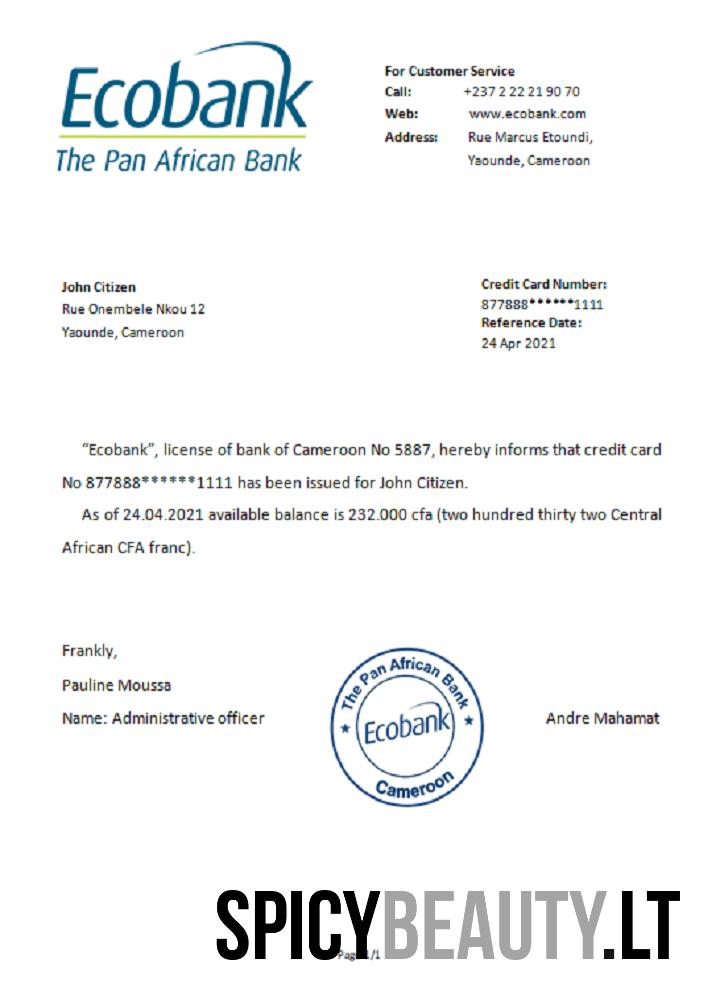 Ecobank
The Pan African Bank
For Customer Service
Call: +237 2 22 21 90 70
Web: www.ecobank.com
Address: Rue Marcus Etoundi,
Yaounde, Cameroon
John Citizen
Rue Onembele Nkou 12
Yaounde, Cameroon
Credit Card Number:
877888******1111
Reference Date:
24 Apr 2021
“Ecobank”, license of bank of Cameroon No 5887, hereby informs that credit card
No 877888******1111 has been issued for John Citizen.
As of 24.04.2021 available balance is 232.000 cfa (two hundred thirty two Central
African CFA franc).
Frankly,
Pauline Moussa
Name: Administrative officer
The Pan African Bank
Ecobank
Cameroon
Andre Mahamat
SPICYBEAUTY.LT
Page 1/1